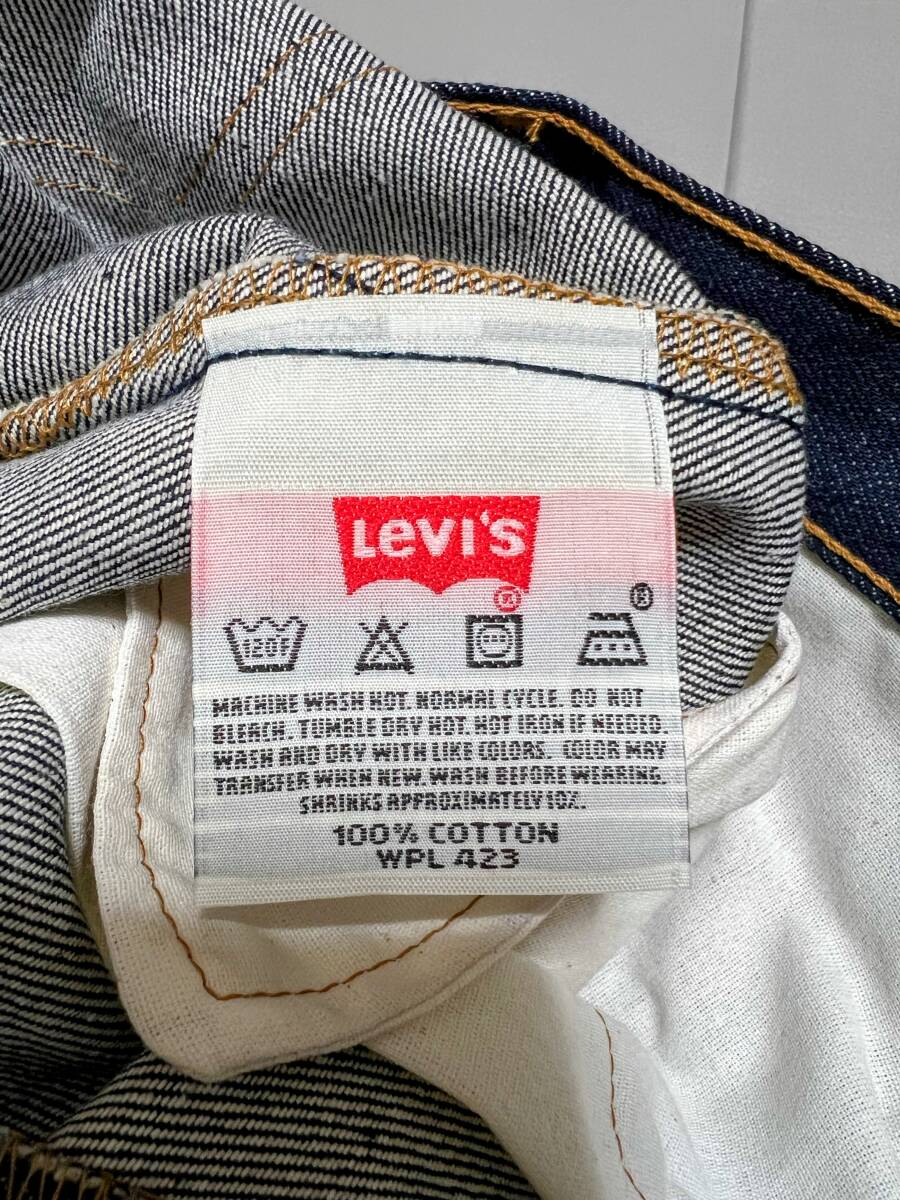 Levi's
®
®
120F
MACHINE WASH HOT. NORMAL CYCLE. DO NOT
BLEACH. TUMBLE DRY HOT. HOT IRON IF NEEDED.
WASH AND DRY WITH LIKE COLORS. COLOR MAY
TRANSFER WHEN NEW. WASH BEFORE WEARING.
SHRINKS APPROXIMATELY 10%.
100% COTTON
WPL 423